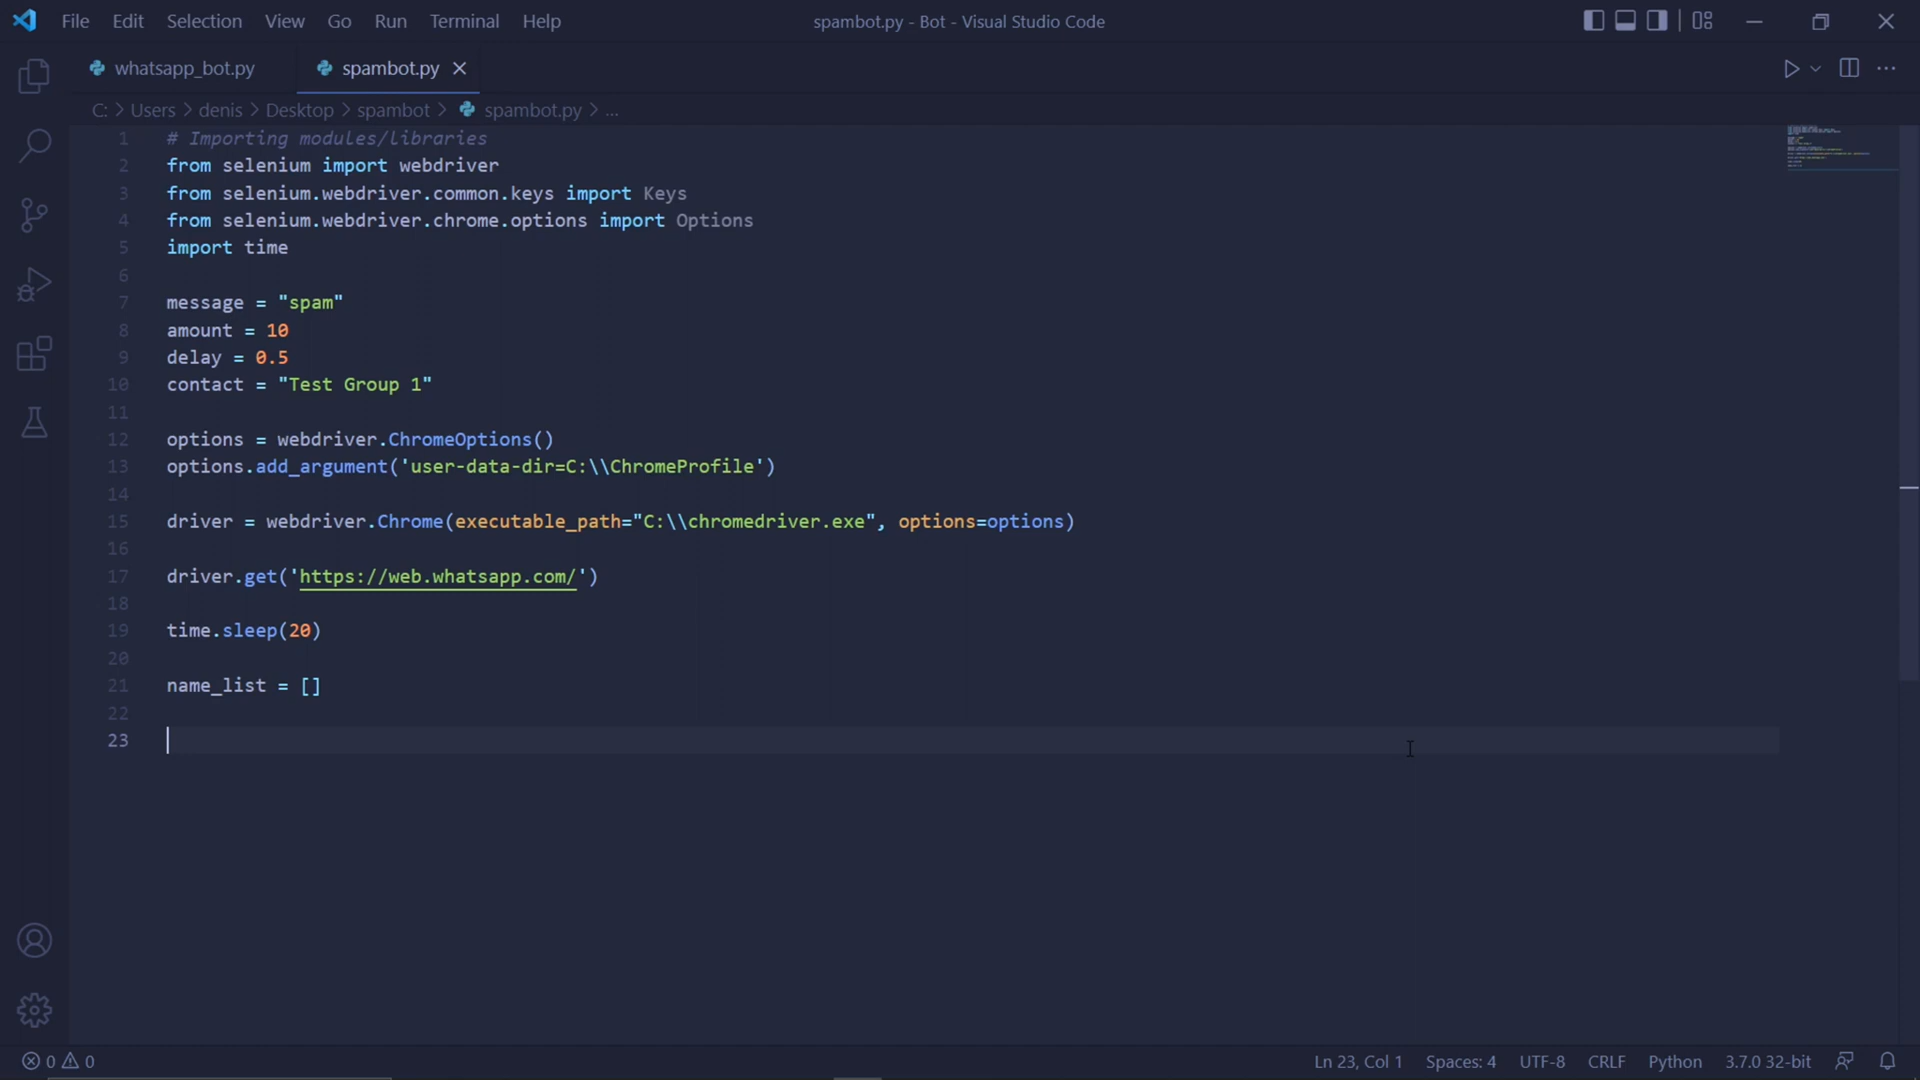 File Edit Selection View Go Run Terminal Help spambot.py - Bot - Visual Studio Code
whatsapp_bot.py spambot.py
C: > Users > denis > Desktop > spambot > spambot.py > ...
1 # Importing modules/libraries
2 from selenium import webdriver
3 from selenium.webdriver.common.keys import Keys
4 from selenium.webdriver.chrome.options import Options
5 import time
6
7 message = "spam"
8 amount = 10
9 delay = 0.5
10 contact = "Test Group 1"
11
12 options = webdriver.ChromeOptions()
13 options.add_argument('user-data-dir=C:\\ChromeProfile')
14
15 driver = webdriver.Chrome(executable_path="C:\\chromedriver.exe", options=options)
16
17 driver.get('https://web.whatsapp.com/')
18
19 time.sleep(20)
20
21 name_list = []
22
23
0 0 Ln 23, Col 1 Spaces: 4 UTF-8 CRLF Python 3.7.0 32-bit